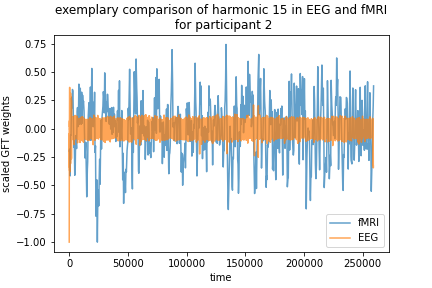 exemplary comparison of harmonic 15 in EEG and fMRI
for participant 2
0.75
0.50
0.25
0.00
−0.25
−0.50
−0.75
−1.00
scaled GFT weights
0 50000 100000 150000 200000 250000
time
fMRI
EEG